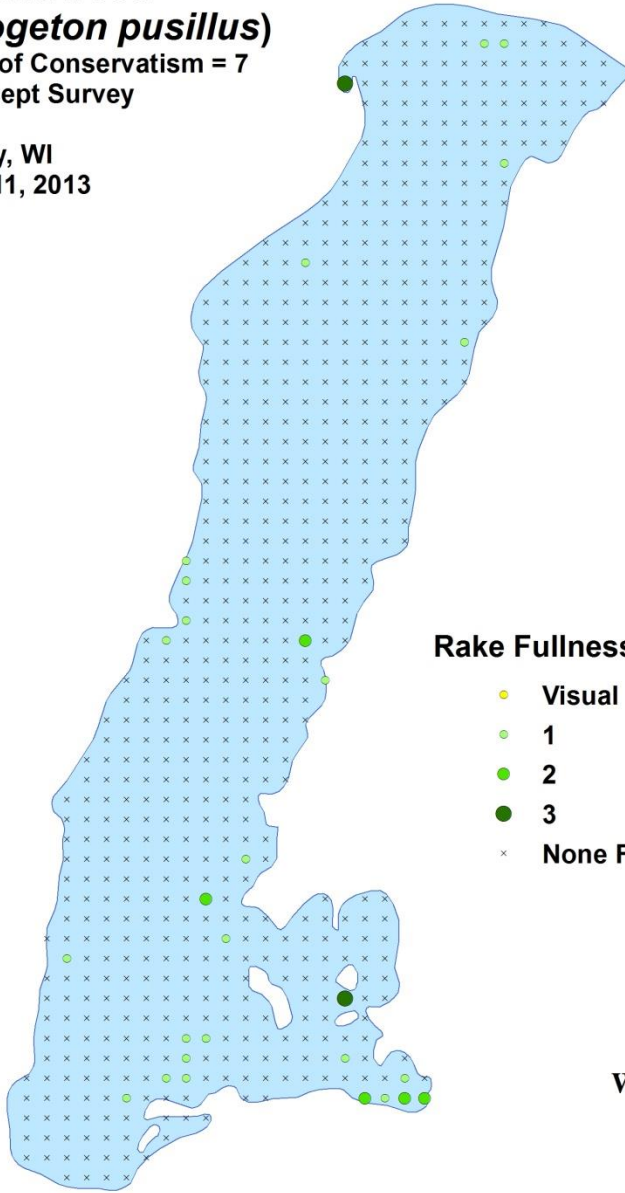 ogeton pusillus)
of Conservatism = 7
ept Survey
y, WI
11, 2013
Rake Fullness
Visual
1
2
3
None F